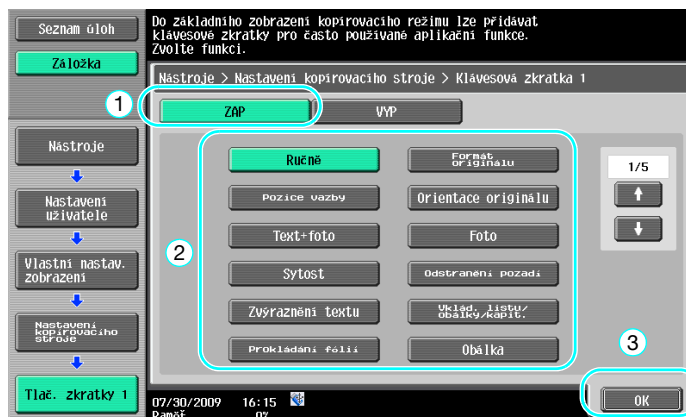 Seznam úloh
Záložka
Do základního zobrazení kopírovacího režimu lze přidávat
klávesové zkratky pro často používané aplikační funkce.
Zvolte funkci.
Nástroje > Nastavení kopírovacího stroje > Klávesová zkratka 1
1
ZAP
VYP
Nástroje
Nastavení
uživatele
Vlastní nastav.
zobrazení
Nastavení
kopírovacího
stroje
Tlač. zkratky 1
2
Ručně
Formát
originálu
Pozice vazby
Orientace originálu
Text+foto
Foto
Sytost
Odstranění pozadí
Zvýraznění textu
Vklád. listu/
obálky/kapit.
Prokládání fólií
Obálka
1/5
3
OK
07/30/2009 16:15
Paměť 0%